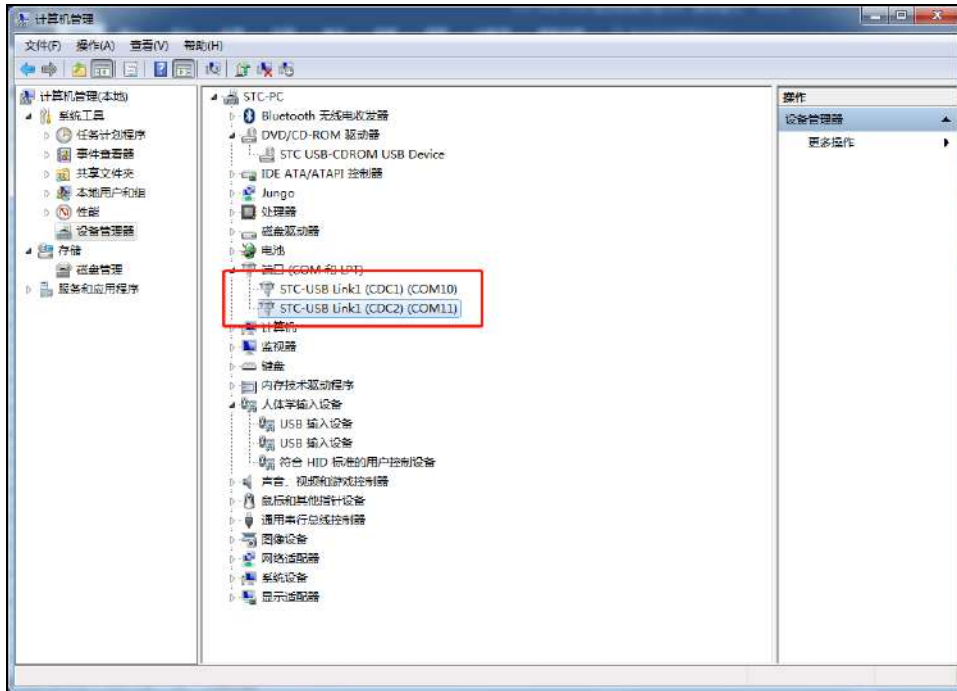 计算机管理
文件(F) 操作(A) 查看(V) 帮助(H)
计算机管理(本地)
系统工具
任务计划程序
事件查看器
共享文件夹
本地用户和组
性能
设备管理器
存储
磁盘管理
服务和应用程序
STC-PC
Bluetooth 无线电收发器
DVD/CD-ROM 驱动器
STC USB-CDROM USB Device
IDE ATA/ATAPI 控制器
Jungo
处理器
磁盘驱动器
电池
端口 (COM 和 LPT)
STC-USB Link1 (CDC1) (COM10)
STC-USB Link1 (CDC2) (COM11)
计算机
监视器
键盘
内存技术驱动程序
人体学输入设备
USB 输入设备
USB 输入设备
符合 HID 标准的用户控制设备
声音、视频和游戏控制器
鼠标和其他指针设备
通用串行总线控制器
图像设备
网络适配器
系统设备
显示适配器
操作
设备管理器
更多操作